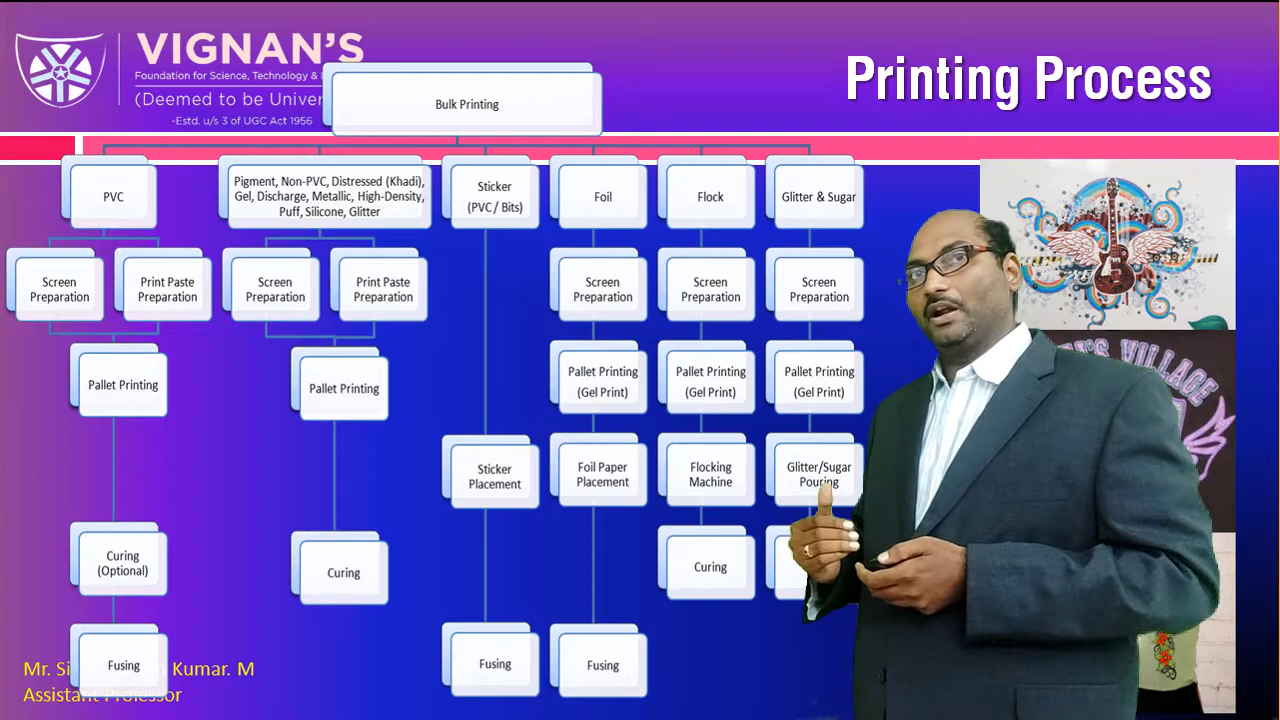 VIGNAN'S
Foundation for Science, Technology &
(Deemed to be
-Estd. u/s 3 of UGC Act 1956
Printing Process
Bulk Printing
PVC
Pigment, Non-PVC, Distressed (Khadi),
Gel, Discharge, Metallic, High-Density,
Puff, Silicone, Glitter
Sticker
(PVC / Bits)
Foil
Flock
Glitter & Sugar
Screen
Preparation
Print Paste
Preparation
Screen
Preparation
Print Paste
Preparation
Screen
Preparation
Screen
Preparation
Screen
Preparation
Pallet Printing
Pallet Printing
Pallet Printing
(Gel Print)
Pallet Printing
(Gel Print)
Pallet Printing
(Gel Print)
Sticker
Placement
Foil Paper
Placement
Flocking
Machine
Glitter/Sugar
Pouring
Curing
(Optional)
Curing
Curing
Fusing
Fusing
Fusing
Mr. Kumar. M
Assistant Professor
VILLAGE